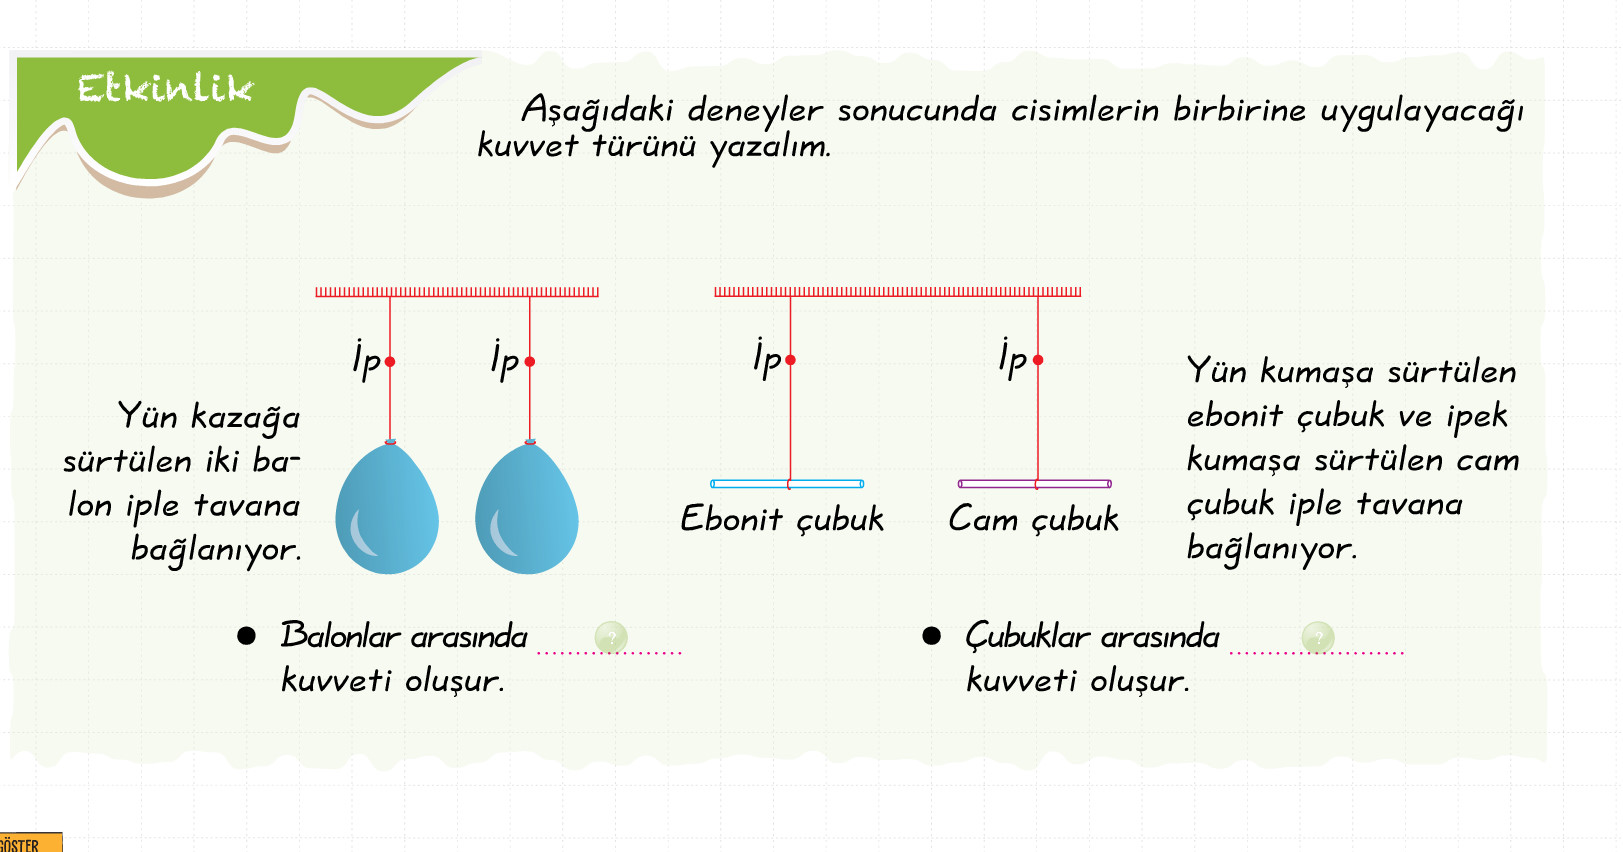 Etkinlik
Aşağıdaki deneyler sonucunda cisimlerin birbirine uygulayacağı
kuvvet türünü yazalım.
İp
İp
Yün kazağa
sürtülen iki ba-
lon iple tavana
bağlanıyor.
İp
İp
Ebonit çubuk
Cam çubuk
Yün kumaşa sürtülen
ebonit çubuk ve ipek
kumaşa sürtülen cam
çubuk iple tavana
bağlanıyor.
● Balonlar arasında ...?...
kuvveti oluşur.
● Çubuklar arasında ...?...
kuvveti oluşur.
GÖSTER